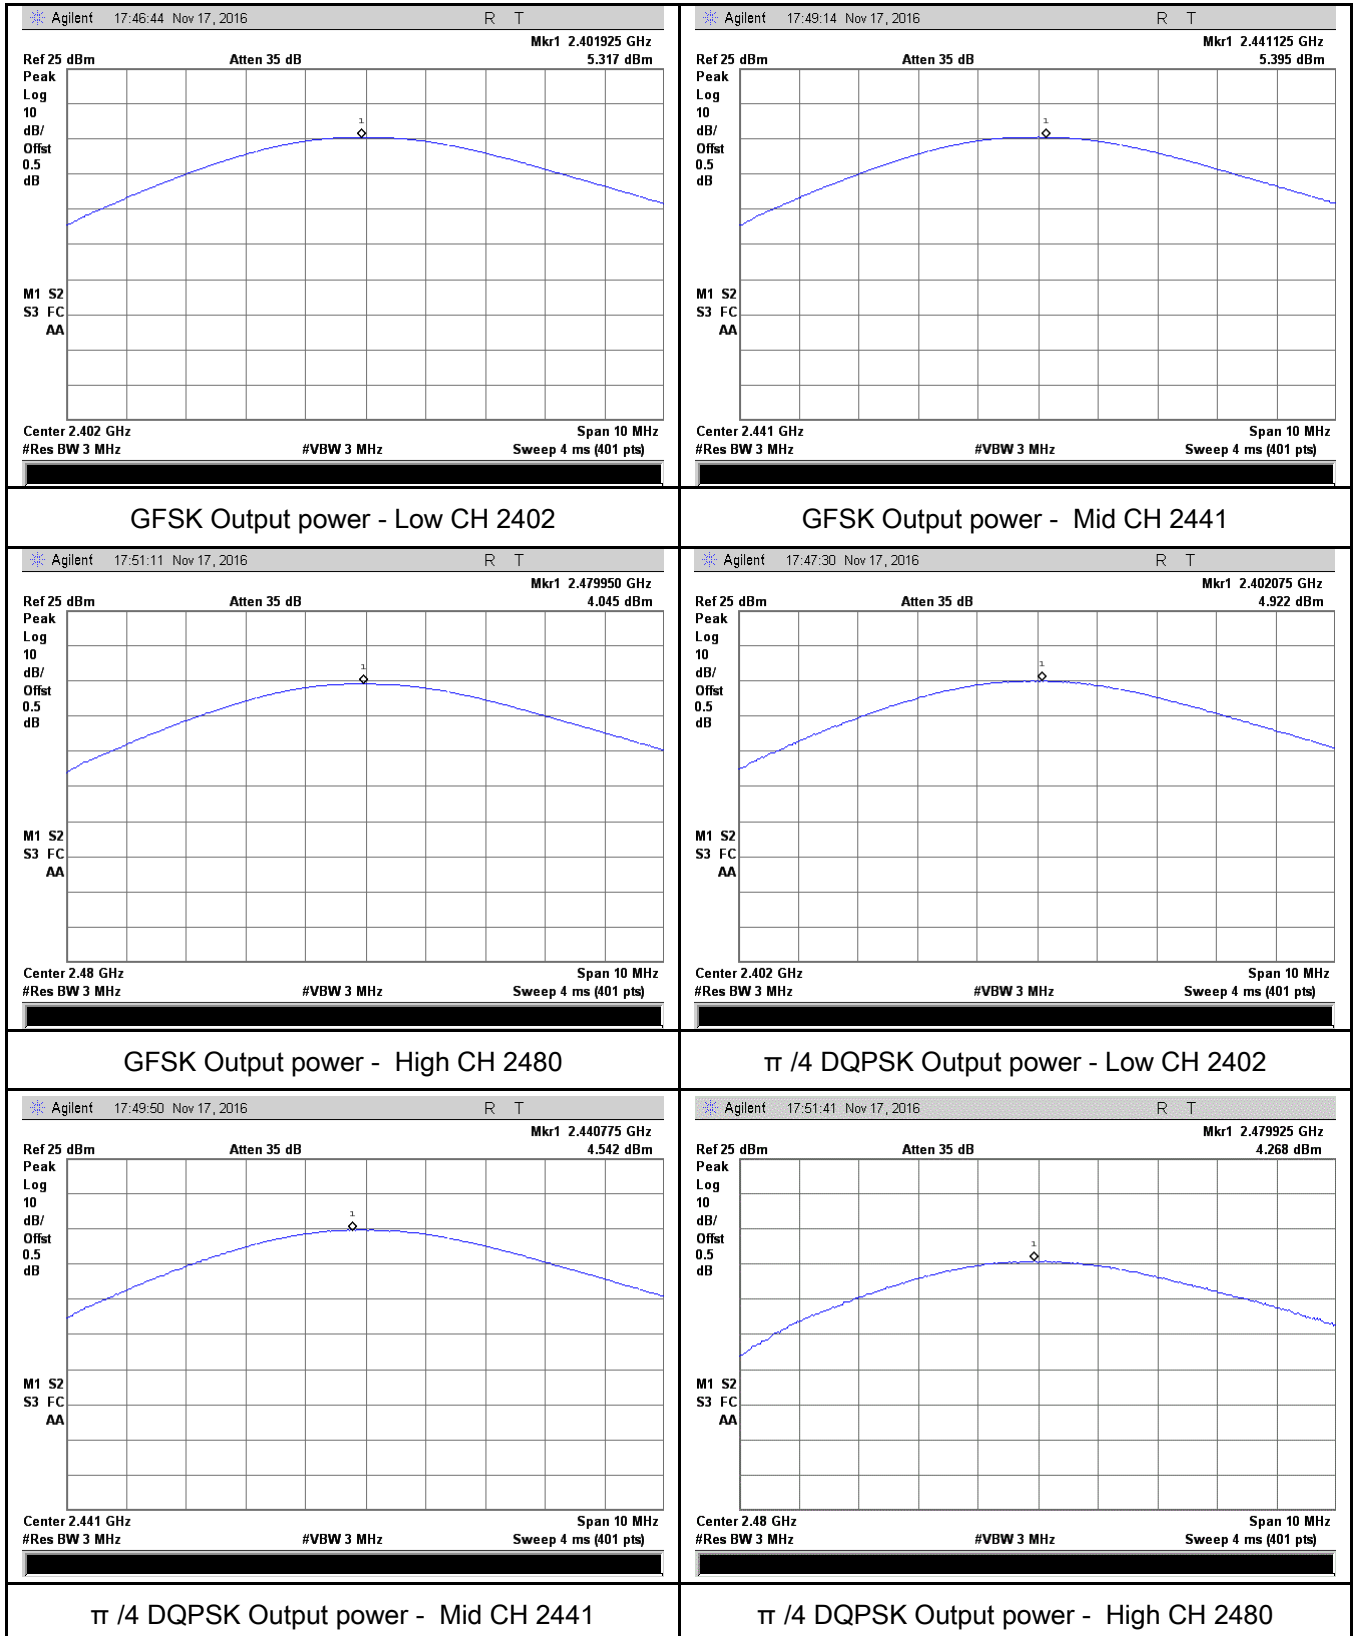 Agilent 17:46:44 Nov 17, 2016 R T
Mkr1 2.401925 GHz
Ref 25 dBm Atten 35 dB 5.317 dBm
Peak
Log
10
dB/
Offst
0.5
dB
1
M1 S2
S3 FC
AA
Center 2.402 GHz Span 10 MHz
#Res BW 3 MHz #VBW 3 MHz Sweep 4 ms (401 pts)
GFSK Output power - Low CH 2402
Agilent 17:49:14 Nov 17, 2016 R T
Mkr1 2.441125 GHz
Ref 25 dBm Atten 35 dB 5.395 dBm
Peak
Log
10
dB/
Offst
0.5
dB
1
M1 S2
S3 FC
AA
Center 2.441 GHz Span 10 MHz
#Res BW 3 MHz #VBW 3 MHz Sweep 4 ms (401 pts)
GFSK Output power - Mid CH 2441
Agilent 17:51:11 Nov 17, 2016 R T
Mkr1 2.479950 GHz
Ref 25 dBm Atten 35 dB 4.045 dBm
Peak
Log
10
dB/
Offst
0.5
dB
1
M1 S2
S3 FC
AA
Center 2.48 GHz Span 10 MHz
#Res BW 3 MHz #VBW 3 MHz Sweep 4 ms (401 pts)
GFSK Output power - High CH 2480
Agilent 17:47:30 Nov 17, 2016 R T
Mkr1 2.402075 GHz
Ref 25 dBm Atten 35 dB 4.922 dBm
Peak
Log
10
dB/
Offst
0.5
dB
1
M1 S2
S3 FC
AA
Center 2.402 GHz Span 10 MHz
#Res BW 3 MHz #VBW 3 MHz Sweep 4 ms (401 pts)
π /4 DQPSK Output power - Low CH 2402
Agilent 17:49:50 Nov 17, 2016 R T
Mkr1 2.440775 GHz
Ref 25 dBm Atten 35 dB 4.542 dBm
Peak
Log
10
dB/
Offst
0.5
dB
1
M1 S2
S3 FC
AA
Center 2.441 GHz Span 10 MHz
#Res BW 3 MHz #VBW 3 MHz Sweep 4 ms (401 pts)
π /4 DQPSK Output power - Mid CH 2441
Agilent 17:51:41 Nov 17, 2016 R T
Mkr1 2.479925 GHz
Ref 25 dBm Atten 35 dB 4.268 dBm
Peak
Log
10
dB/
Offst
0.5
dB
1
M1 S2
S3 FC
AA
Center 2.48 GHz Span 10 MHz
#Res BW 3 MHz #VBW 3 MHz Sweep 4 ms (401 pts)
π /4 DQPSK Output power - High CH 2480